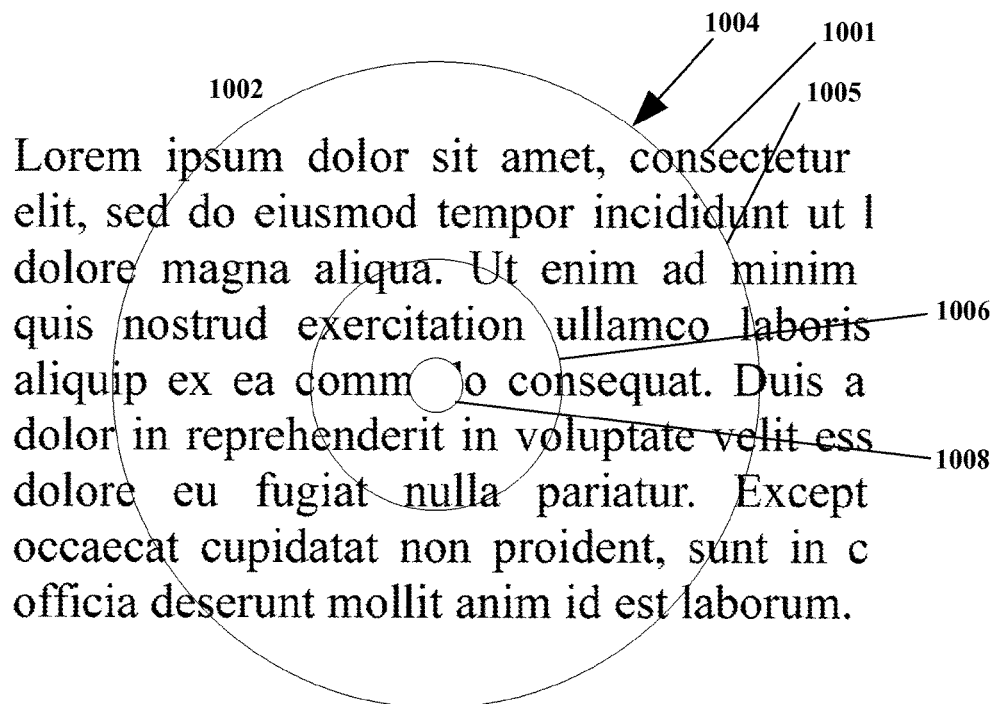 1004
1001
1002
1005
Lorem ipsum dolor sit amet, consectetur
elit, sed do eiusmod tempor incididunt ut l
dolore magna aliqua. Ut enim ad minim
quis nostrud exercitation ullamco laboris
1006
aliquip ex ea comm lo consequat. Duis a
dolor in reprehenderit in voluptate velit ess
1008
dolore eu fugiat nulla pariatur. Except
occaecat cupidatat non proident, sunt in c
officia deserunt mollit anim id est laborum.